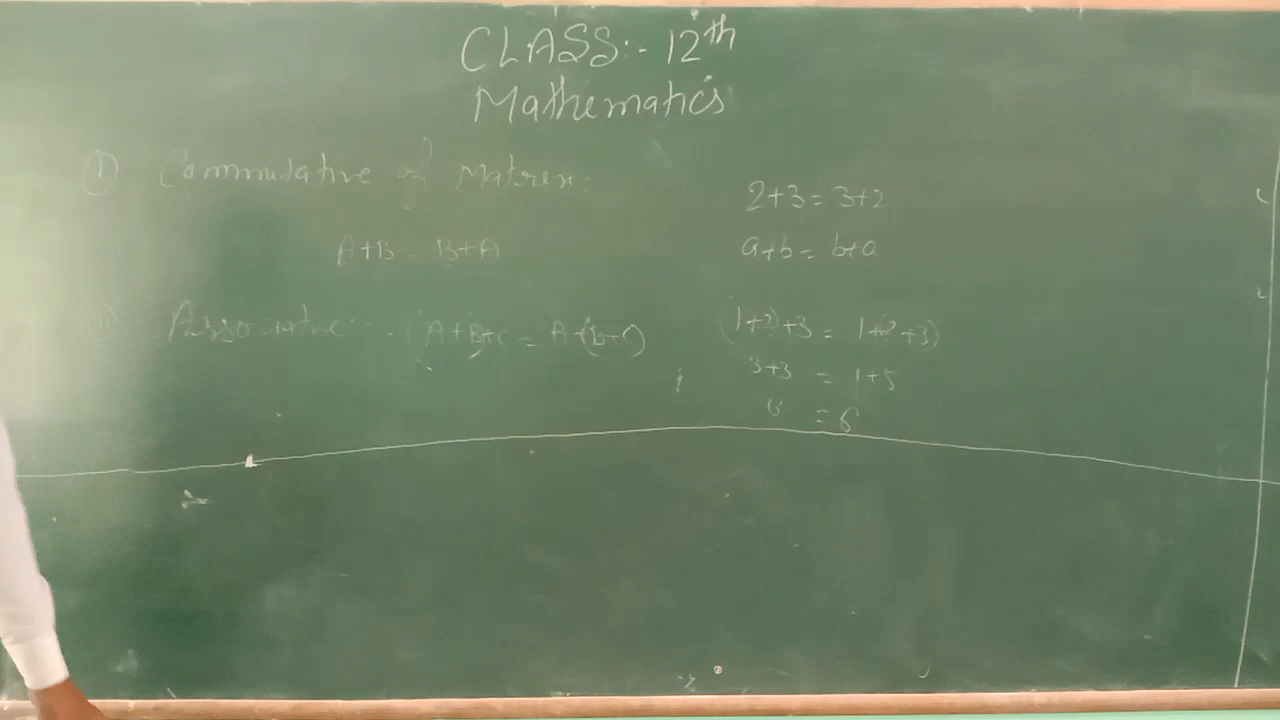 CLASS:- 12th
Mathematics
① Commutative of Matrix:
A+B = B+A
2+3 = 3+2
a+b = b+a
Associative:- (A+B)+C = A+(B+C)
(1+2)+3 = 1+(2+3)
3+3 = 1+5
6 = 6